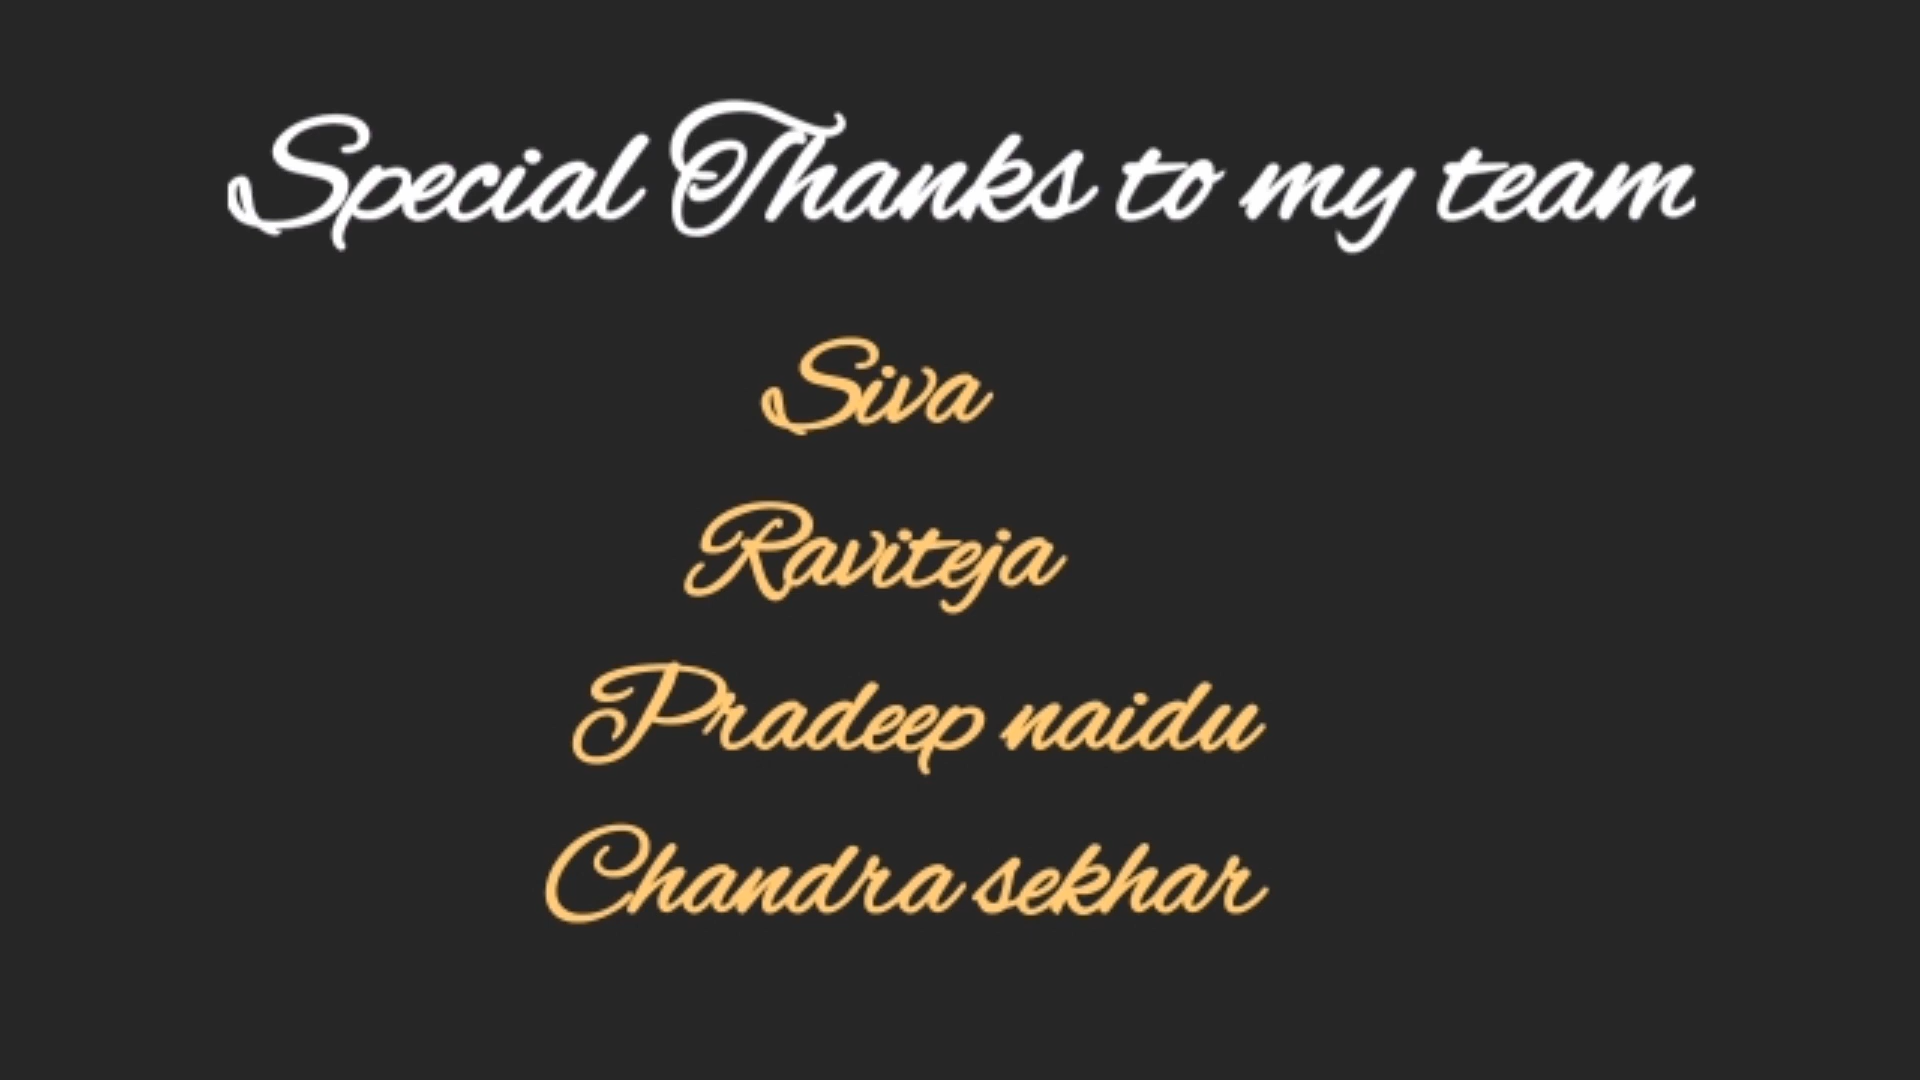 Special Thanks to my team
Siva
Raviteja
Pradeep naidu
Chandra sekhar